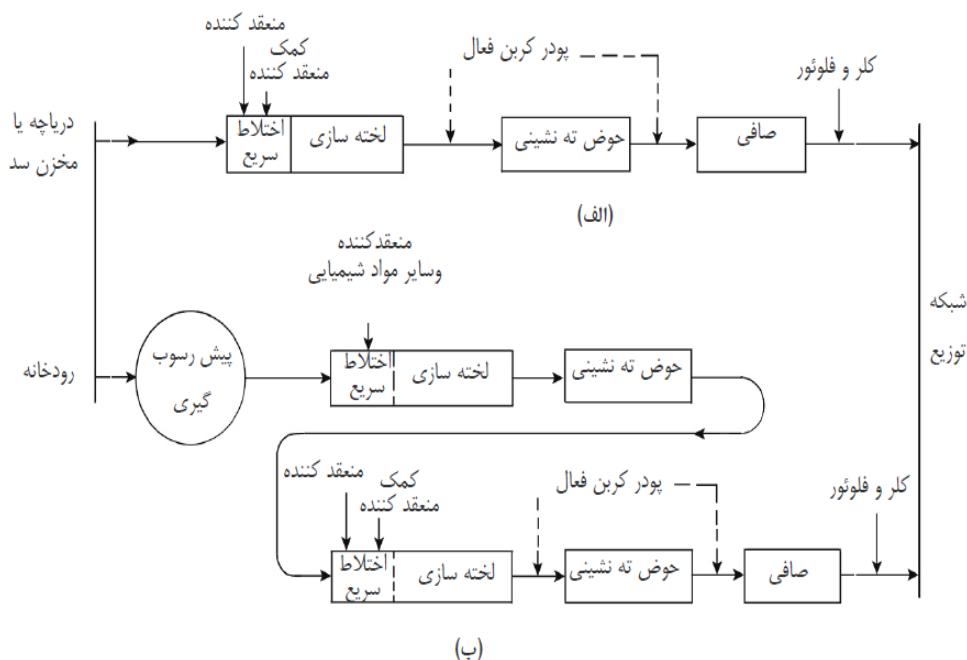 منعقد کننده
کمک
منعقد کننده
پودر کربن فعال
کلر و فلوئور
دریاچه یا
مخزن سد
اختلاط
سریع
لخته سازی
حوض ته نشینی
صافی
(الف)
منعقدکننده
وسایر مواد شیمیایی
شبکه
توزیع
رودخانه
پیش رسوب
گیری
اختلاط
سریع
لخته سازی
حوض ته نشینی
منعقد کننده
کمک
منعقد کننده
پودر کربن فعال
کلر و فلوئور
اختلاط
سریع
لخته سازی
حوض ته نشینی
صافی
(ب)